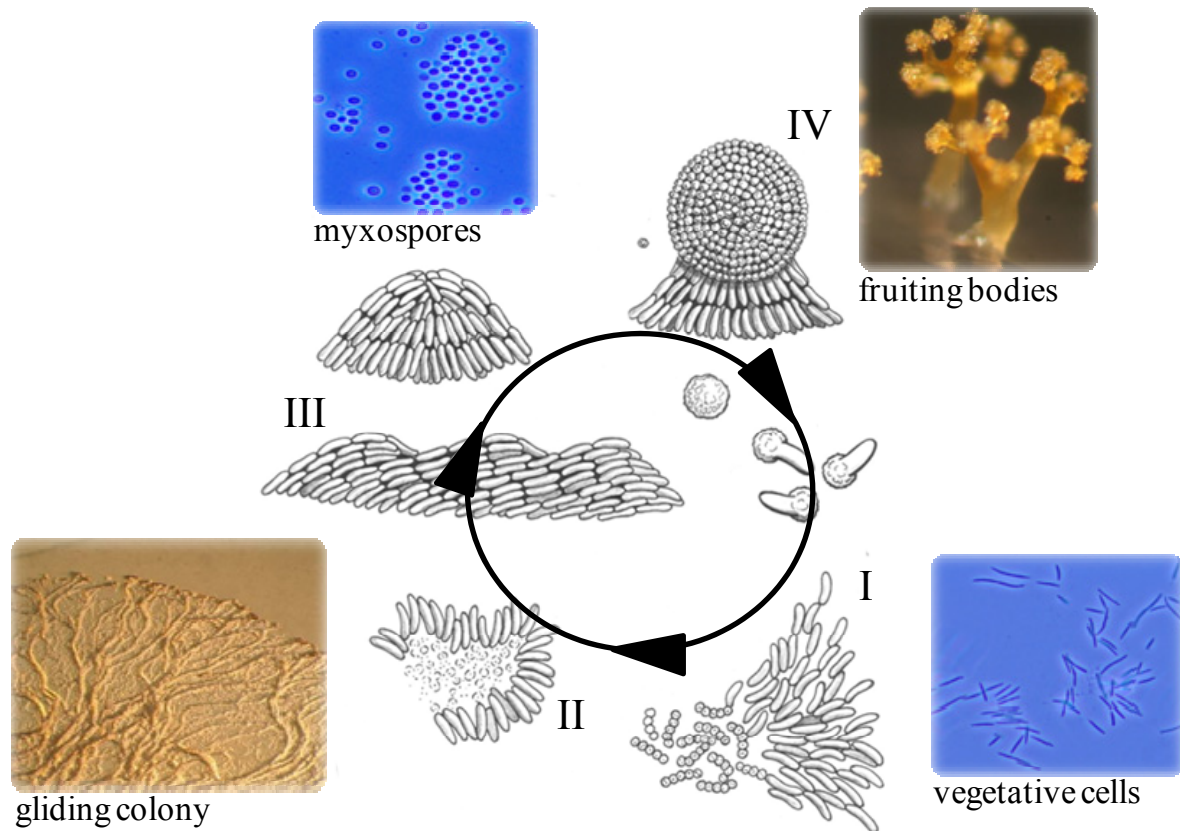 myxospores
IV
fruiting bodies
III
I
II
vegetative cells
gliding colony